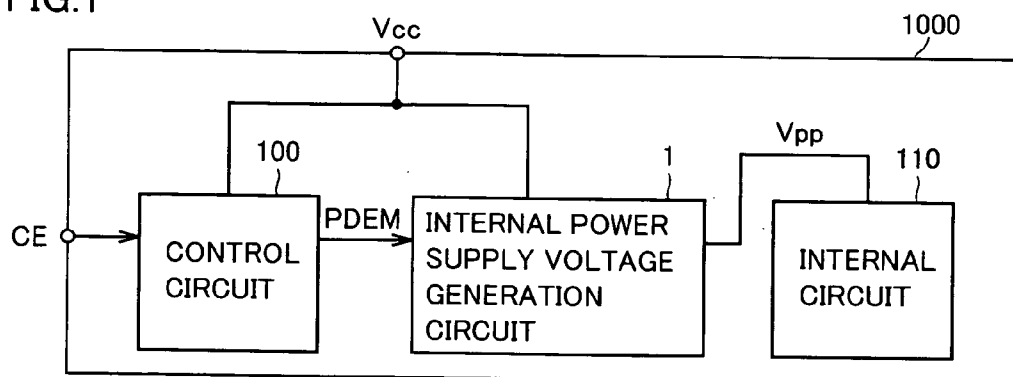 FIG.1
Vcc
1000
Vpp
100
1
110
CE
PDEM
CONTROL
CIRCUIT
INTERNAL POWER
SUPPLY VOLTAGE
GENERATION
CIRCUIT
INTERNAL
CIRCUIT